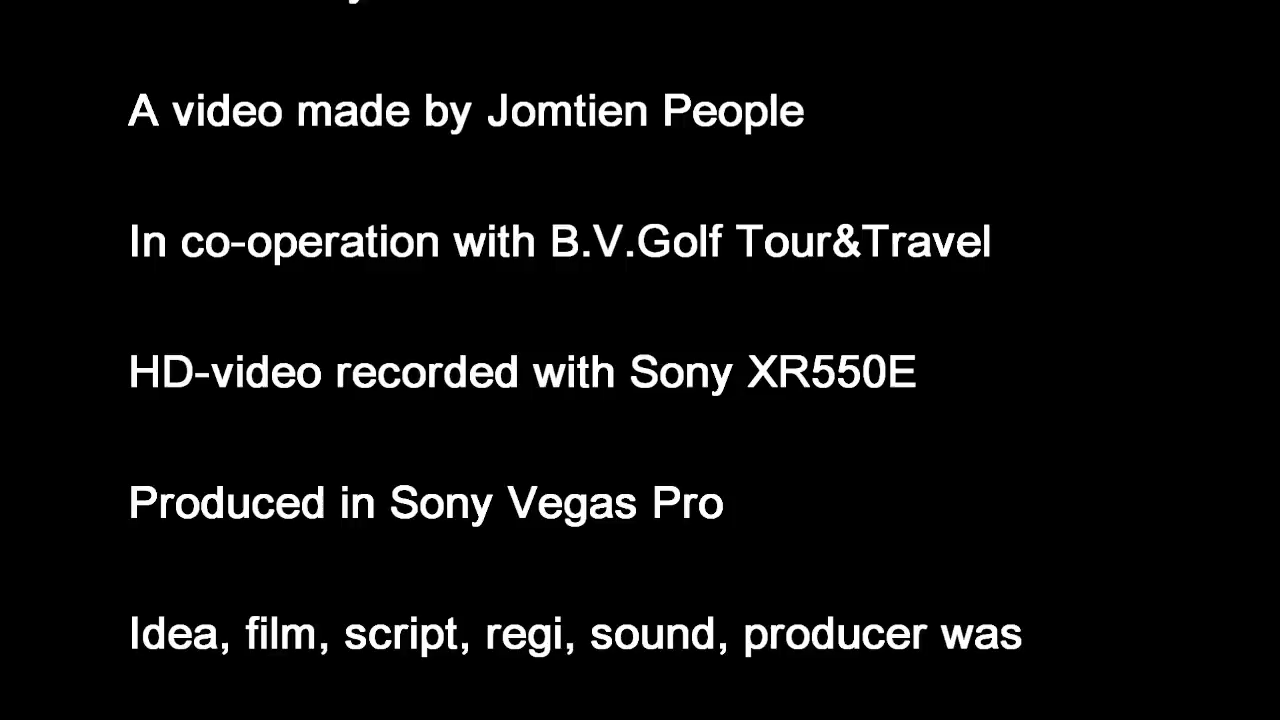 A video made by Jomtien People
In co-operation with B.V.Golf Tour&Travel
HD-video recorded with Sony XR550E
Produced in Sony Vegas Pro
Idea, film, script, regi, sound, producer was